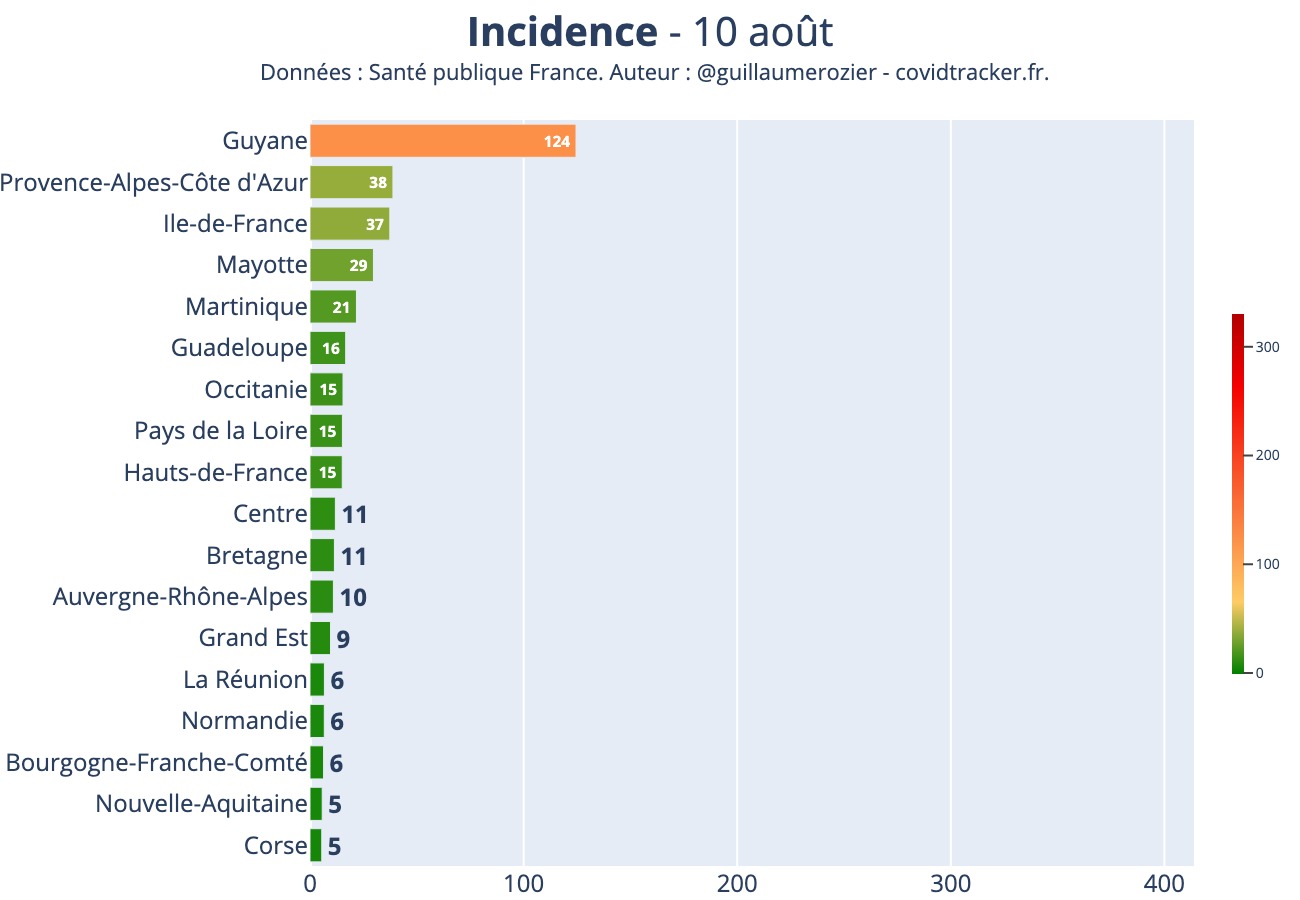 Incidence - 10 août
Données : Santé publique France. Auteur : @guillaumerozier - covidtracker.fr.
Guyane 124
Provence-Alpes-Côte d'Azur 38
Ile-de-France 37
Mayotte 29
Martinique 21
Guadeloupe 16
Occitanie 15
Pays de la Loire 15
Hauts-de-France 15
Centre 11
Bretagne 11
Auvergne-Rhône-Alpes 10
Grand Est 9
La Réunion 6
Normandie 6
Bourgogne-Franche-Comté 6
Nouvelle-Aquitaine 5
Corse 5
0 100 200 300 400
300
200
100
0